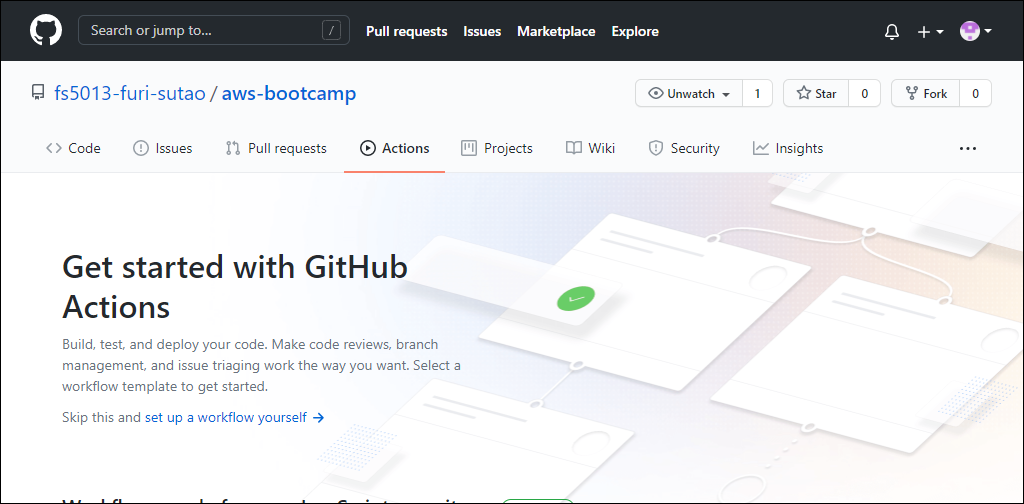 Search or jump to... /
Pull requests Issues Marketplace Explore
fs5013-furi-sutao / aws-bootcamp
Unwatch 1 Star 0 Fork 0
Code Issues Pull requests Actions Projects Wiki Security Insights ...
Get started with GitHub
Actions
Build, test, and deploy your code. Make code reviews, branch
management, and issue triaging work the way you want. Select a
workflow template to get started.
Skip this and set up a workflow yourself →